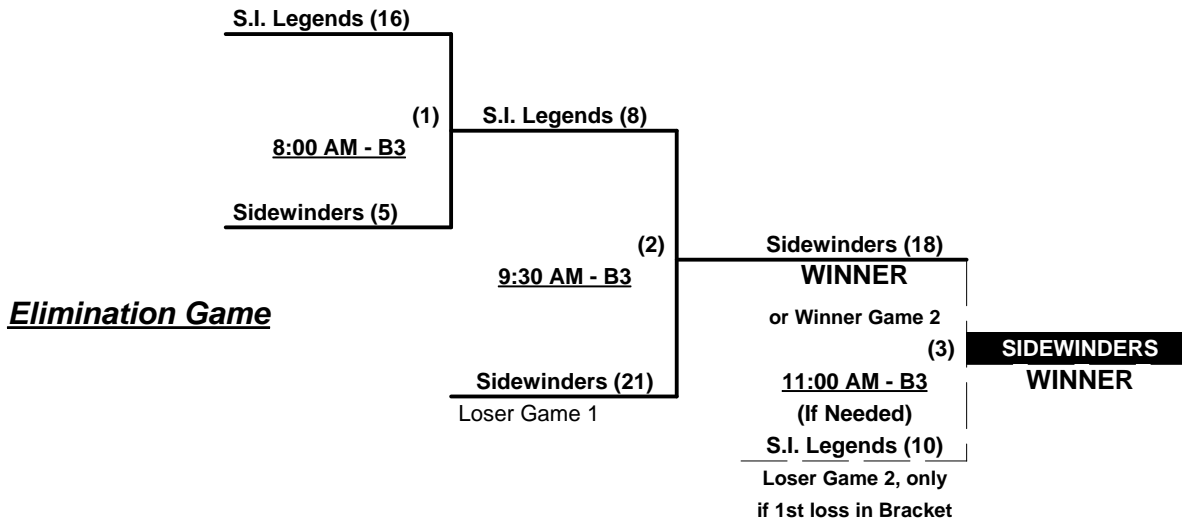 S.I. Legends (16)
(1)
S.I. Legends (8)
8:00 AM - B3
Sidewinders (5)
(2)
Sidewinders (18)
9:30 AM - B3
WINNER
Elimination Game
or Winner Game 2
(3)
SIDEWINDERS
Sidewinders (21)
11:00 AM - B3
WINNER
Loser Game 1
(If Needed)
S.I. Legends (10)
Loser Game 2, only
if 1st loss in Bracket